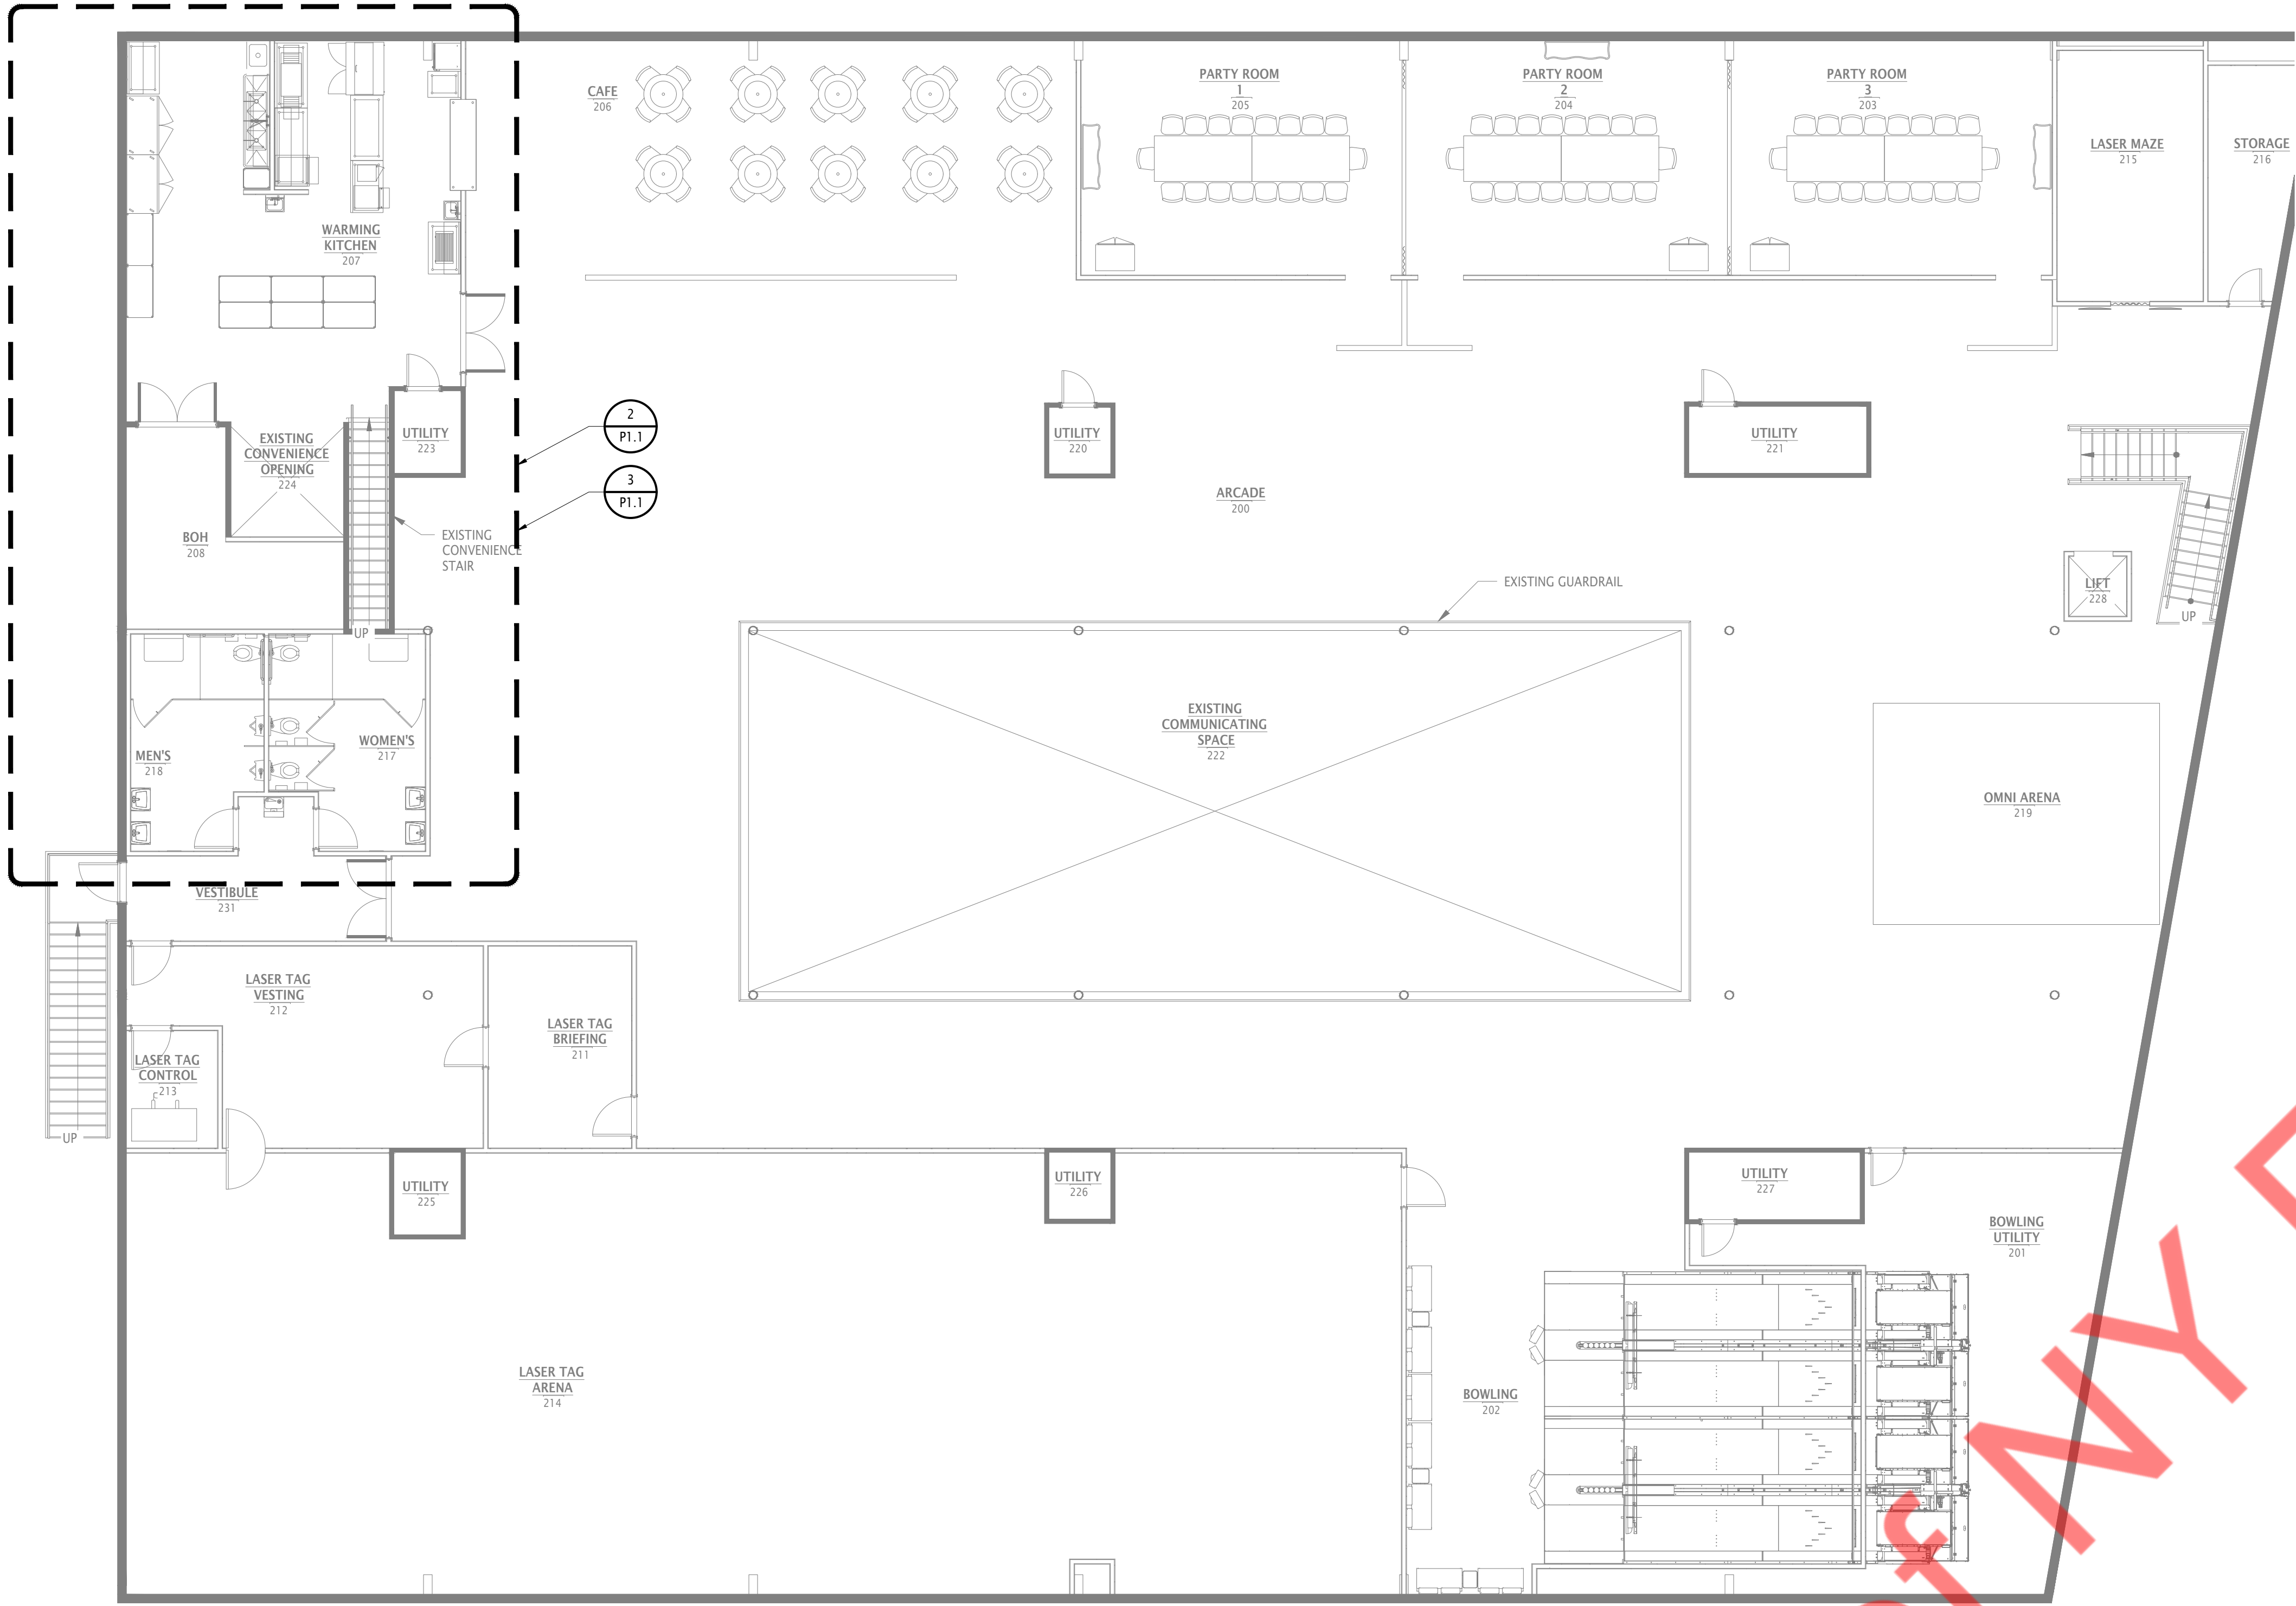 CAFE
206
PARTY ROOM
1
205
PARTY ROOM
2
204
PARTY ROOM
3
203
LASER MAZE
215
STORAGE
216
WARMING
KITCHEN
207
2
P1.1
3
P1.1
EXISTING
CONVENIENCE
OPENING
224
UTILITY
223
UTILITY
220
UTILITY
221
ARCADE
200
BOH
208
EXISTING
CONVENIENCE
STAIR
EXISTING GUARDRAIL
LIFT
228
UP
UP
EXISTING
COMMUNICATING
SPACE
222
MEN'S
218
WOMEN'S
217
OMNI ARENA
219
VESTIBULE
231
LASER TAG
VESTING
212
LASER TAG
BRIEFING
211
LASER TAG
CONTROL
213
UP
UTILITY
225
UTILITY
226
UTILITY
227
BOWLING
UTILITY
201
LASER TAG
ARENA
214
BOWLING
202
f NY